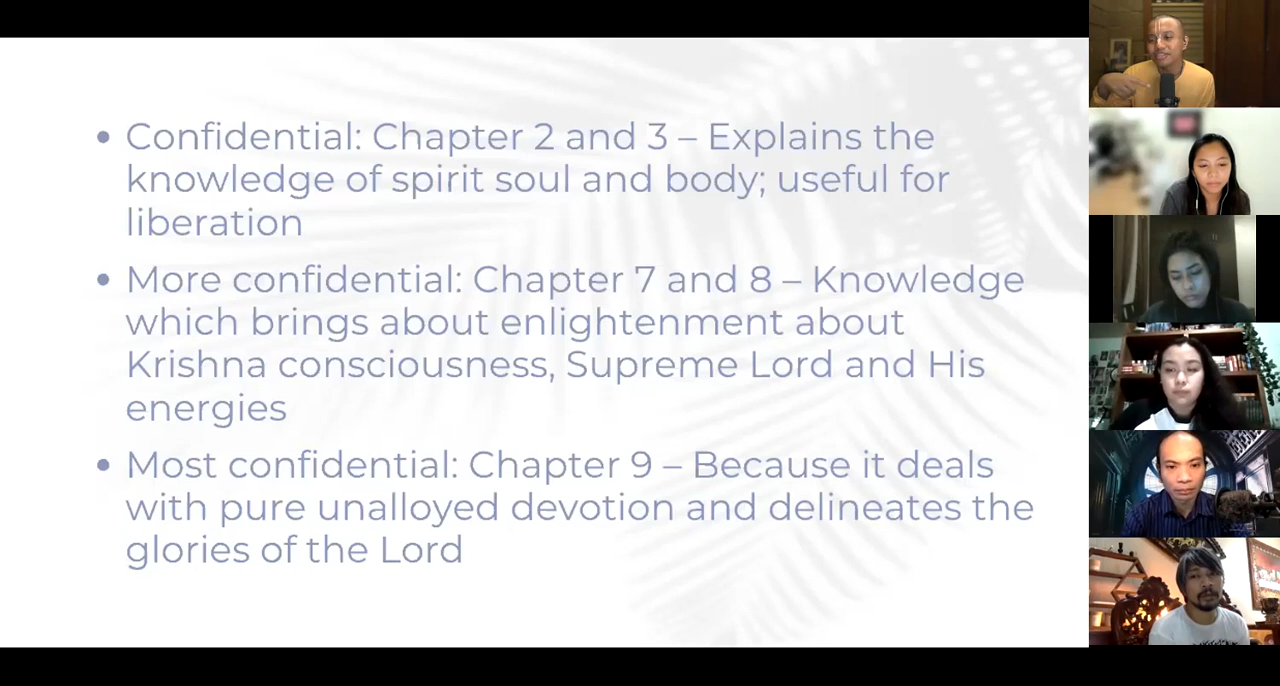 • Confidential: Chapter 2 and 3 – Explains the
knowledge of spirit soul and body; useful for
liberation
• More confidential: Chapter 7 and 8 – Knowledge
which brings about enlightenment about
Krishna consciousness, Supreme Lord and His
energies
• Most confidential: Chapter 9 – Because it deals
with pure unalloyed devotion and delineates the
glories of the Lord